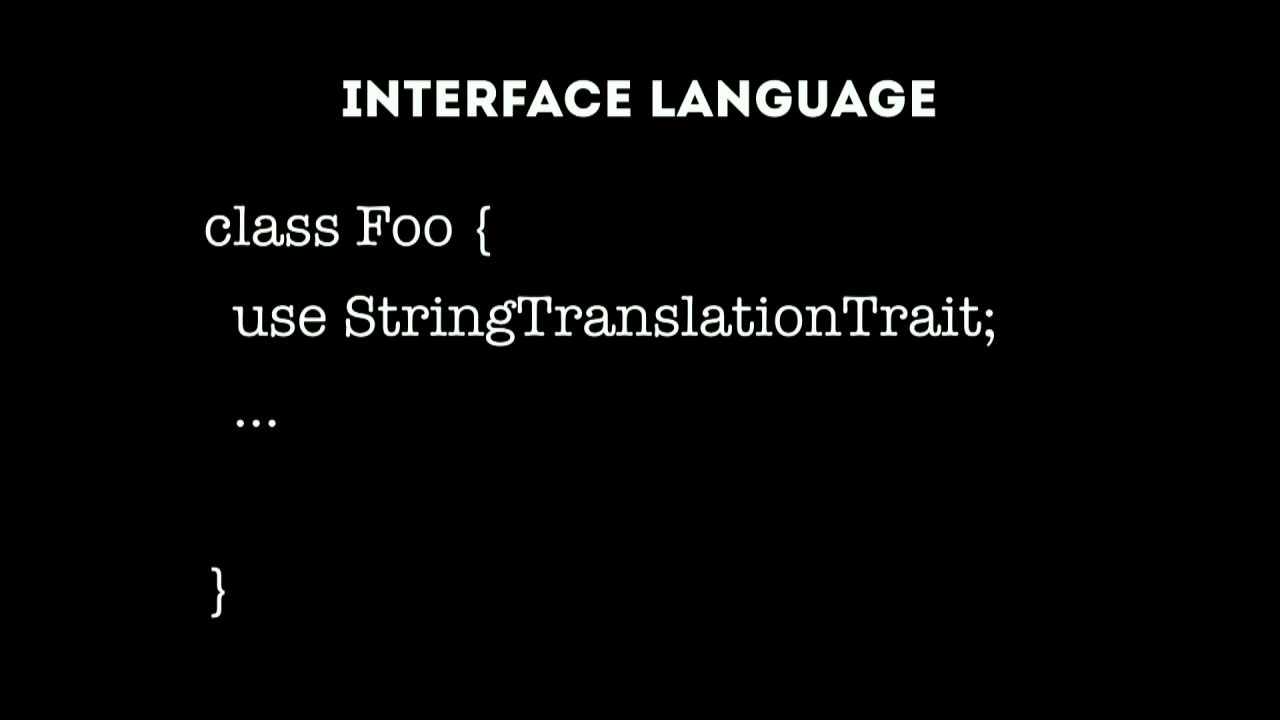 INTERFACE LANGUAGE
class Foo {
use StringTranslationTrait;
...
}